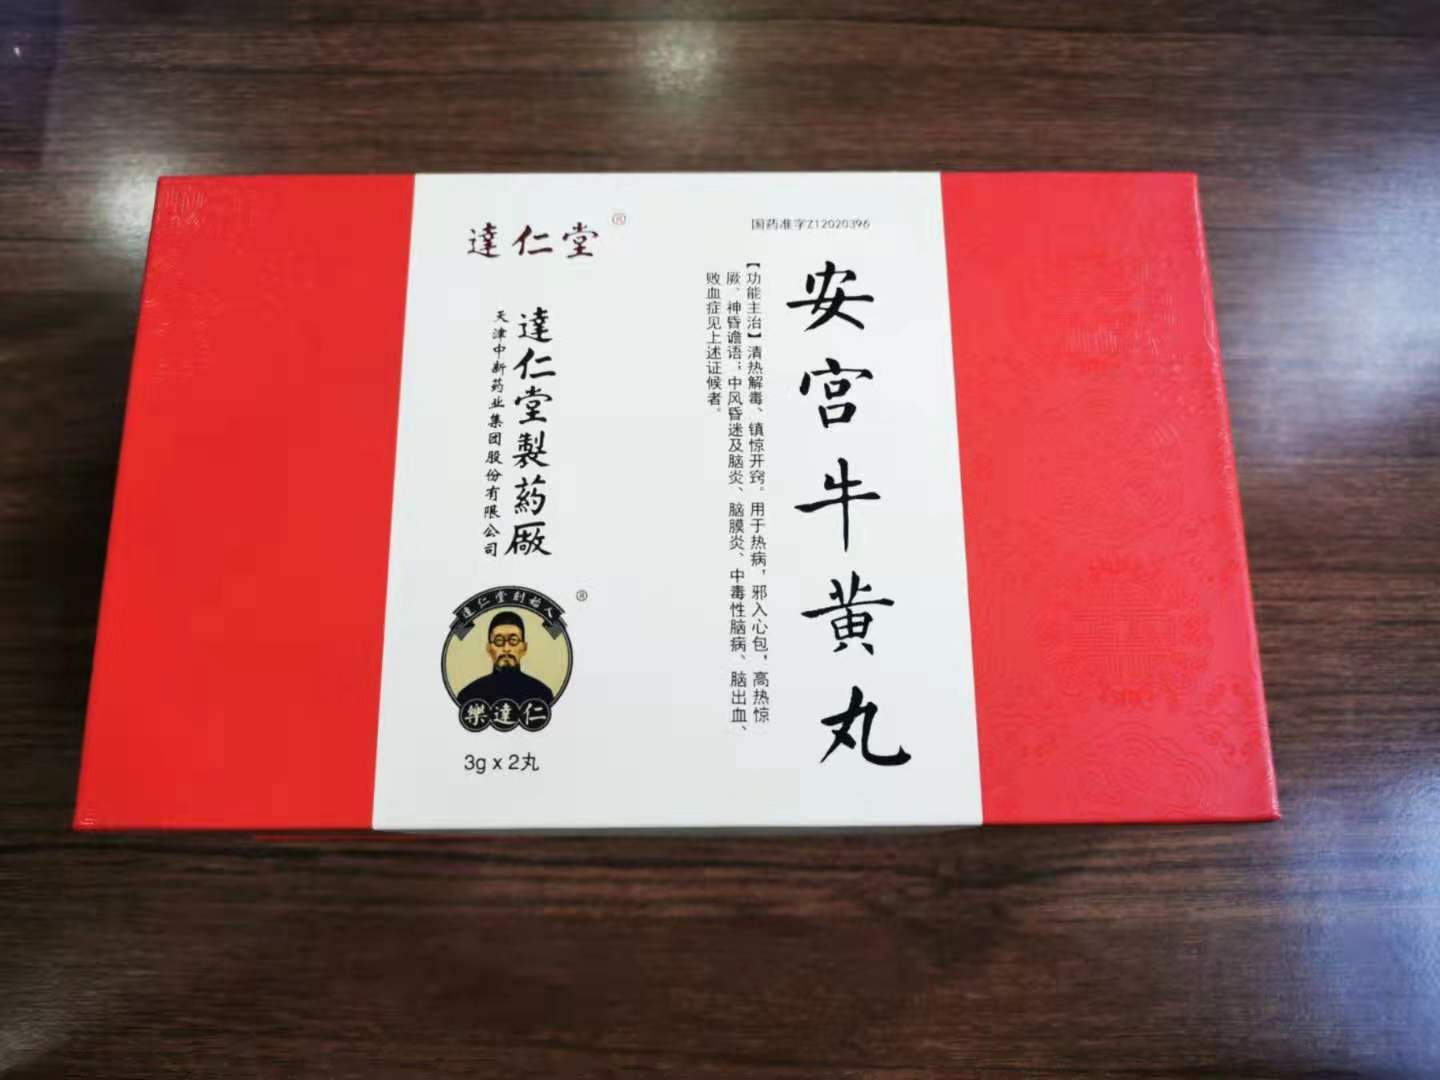 達仁堂®
国药准字Z12020396
安宫牛黄丸
【功能主治】清热解毒、镇惊开窍。用于热病，邪入心包，高热惊
厥、神昏谵语；中风昏迷及脑炎、脑膜炎、中毒性脑病、脑出血、
败血症见上述证候者。
達仁堂製药厰
天津中新药业集团股份有限公司
達仁堂創始人
®
樂達仁
3g x 2丸